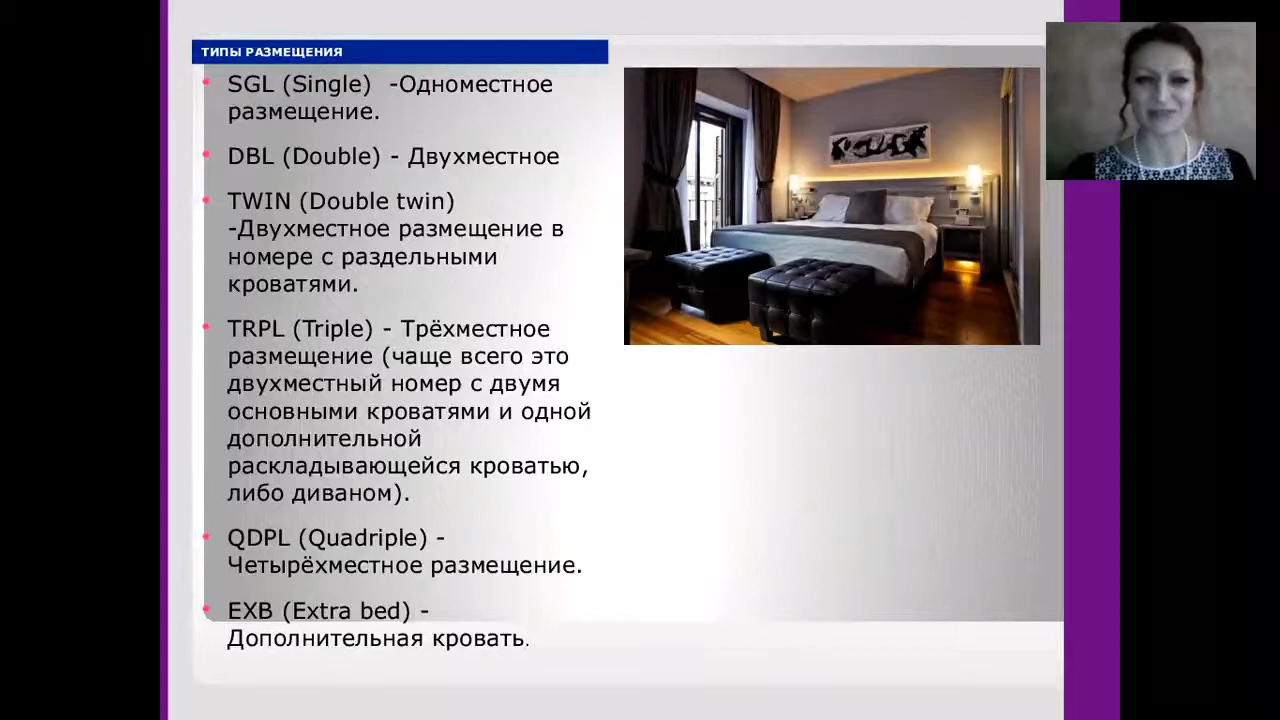 ТИПЫ РАЗМЕЩЕНИЯ
SGL (Single) -Одноместное
размещение.
DBL (Double) - Двухместное
TWIN (Double twin)
-Двухместное размещение в
номере с раздельными
кроватями.
TRPL (Triple) - Трёхместное
размещение (чаще всего это
двухместный номер с двумя
основными кроватями и одной
дополнительной
раскладывающейся кроватью,
либо диваном).
QDPL (Quadriple) -
Четырёхместное размещение.
EXB (Extra bed) -
Дополнительная кровать.